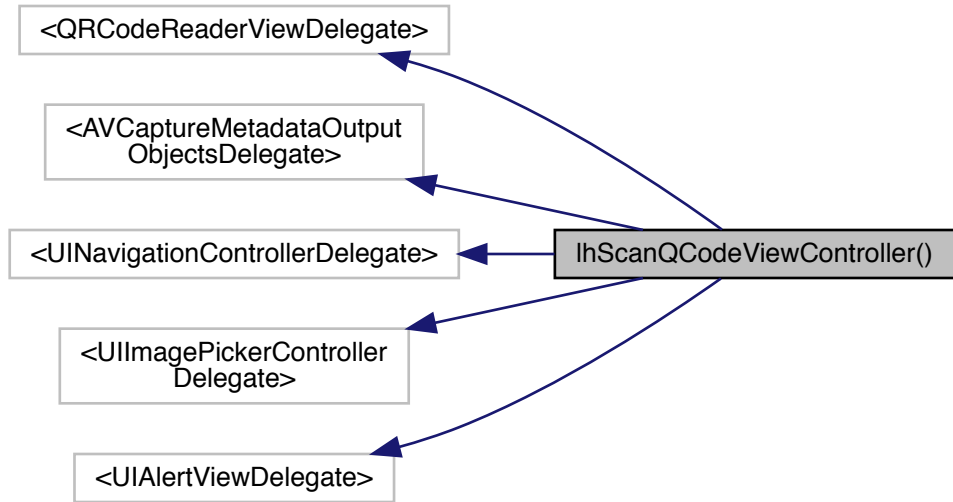 <QRCodeReaderViewDelegate>
<AVCaptureMetadataOutput
ObjectsDelegate>
<UINavigationControllerDelegate>
lhScanQCodeViewController()
<UIImagePickerController
Delegate>
<UIAlertViewDelegate>